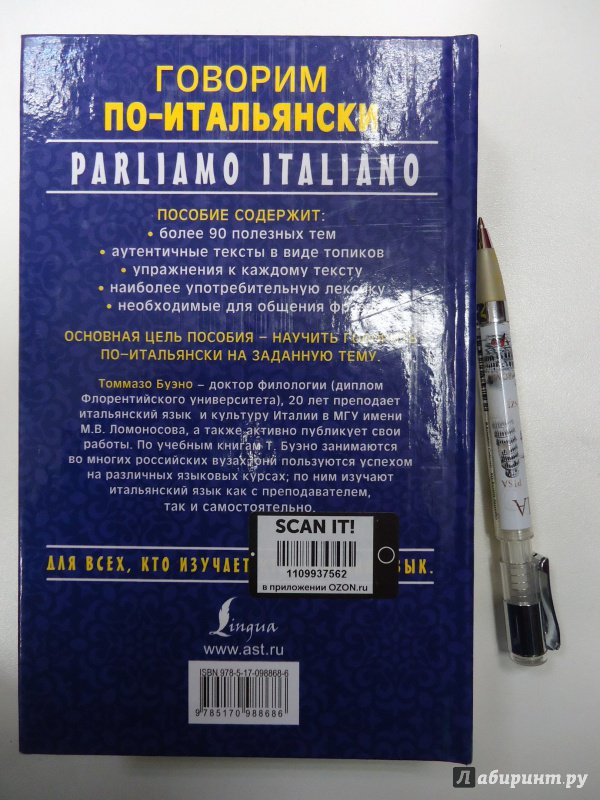 ГОВОРИМ
ПО-ИТАЛЬЯНСКИ
PARLIAMO ITALIANO
ПОСОБИЕ СОДЕРЖИТ:
• более 90 полезных тем
• аутентичные тексты в виде топиков
• упражнения к каждому тексту
• наиболее употребительную лексику
• необходимые для общения
ОСНОВНАЯ ЦЕЛЬ ПОСОБИЯ – НАУЧИТЬ
ПО-ИТАЛЬЯНСКИ НА ЗАДАННУЮ ТЕМУ.
Томмазо Буэно – доктор филологии (диплом
Флорентийского университета), 20 лет преподает
итальянский язык и культуру Италии в МГУ имени
М.В. Ломоносова, а также активно публикует свои
работы. По учебным книгам Т. Буэно занимаются
во многих российских вузах, они пользуются успехом
на различных языковых курсах; по ним изучают
итальянский язык как с преподавателем,
так и самостоятельно.
SCAN IT!
1109937562
в приложении OZON.ru
ДЛЯ ВСЕХ, КТО ИЗУЧАЕТ
Lingua
www.ast.ru
ISBN 978-5-17-098868-6
9785170988686
PISA
лабиринт.ру